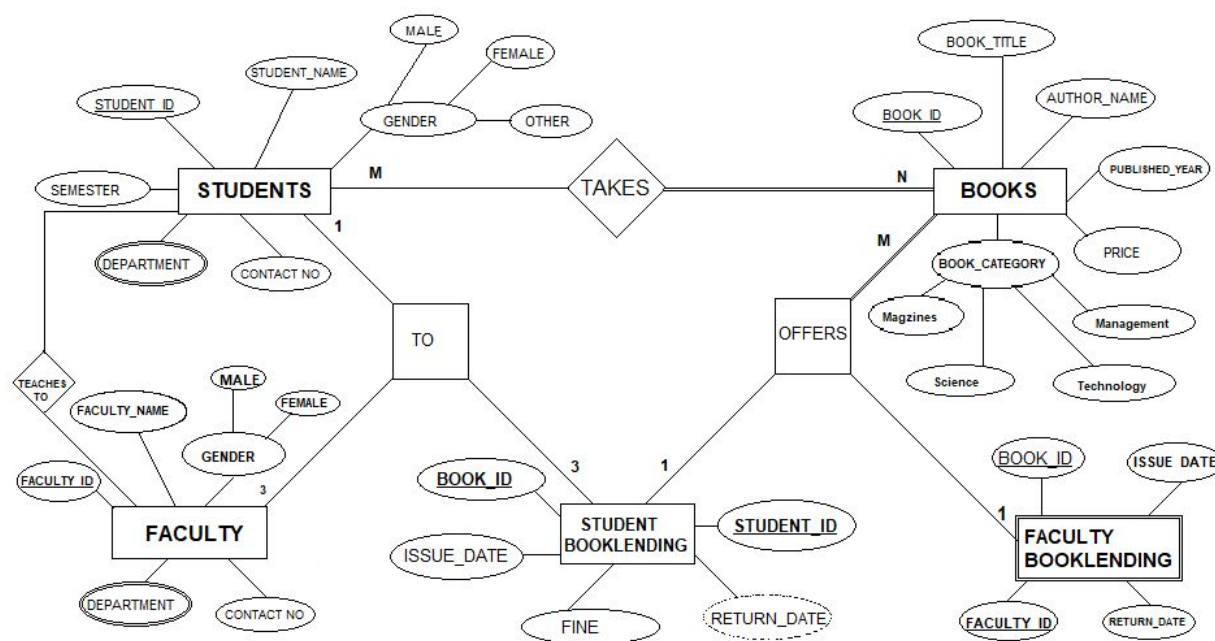 MALE
FEMALE
BOOK_TITLE
STUDENT_NAME
STUDENT_ID
GENDER
OTHER
BOOK_ID
AUTHOR_NAME
SEMESTER
STUDENTS
M
TAKES
N
BOOKS
PUBLISHED_YEAR
1
M
DEPARTMENT
CONTACT NO
BOOK_CATEGORY
PRICE
Magzines
Management
TO
OFFERS
Science
Technology
TEACHES
TO
MALE
FACULTY_NAME
FEMALE
GENDER
FACULTY_ID
3
3
1
BOOK_ID
BOOK_ID
ISSUE_DATE
1
FACULTY
STUDENT
BOOKLENDING
STUDENT_ID
FACULTY
BOOKLENDING
ISSUE_DATE
DEPARTMENT
CONTACT NO
FINE
RETURN_DATE
FACULTY_ID
RETURN_DATE